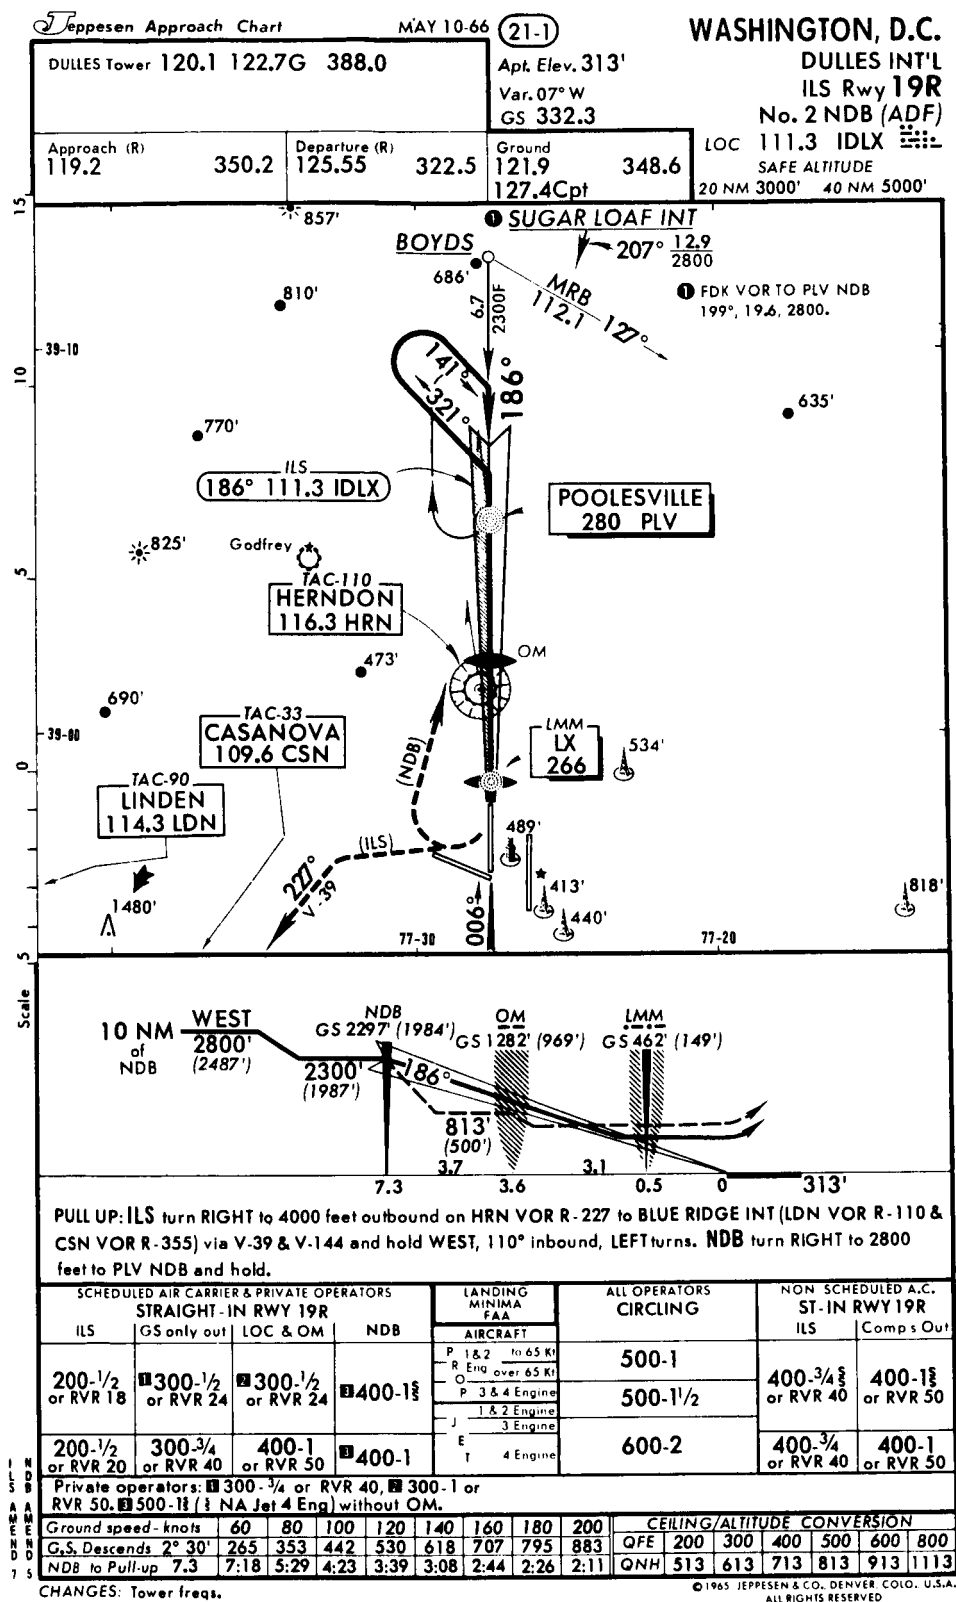 Jeppesen Approach Chart MAY 10-66 21-1 WASHINGTON, D.C.
DULLES INT'L
ILS Rwy 19R
No. 2 NDB (ADF)
LOC 111.3 IDLX
SAFE ALTITUDE
20 NM 3000' 40 NM 5000'
DULLES Tower 120.1 122.7G 388.0
Apt. Elev. 313'
Var. 07° W
GS 332.3
Approach (R)
119.2 350.2
Departure (R)
125.55 322.5
Ground
121.9 348.6
127.4Cpt
15
857'
1 SUGAR LOAF INT
BOYDS
207° 12.9
2800
686'
810'
MRB
112.1 127°
1 FDK VOR TO PLV NDB
199°, 19.6, 2800.
6.7
2300F
39-10
10
141°
321°
186°
635'
770'
ILS
186° 111.3 IDLX
POOLESVILLE
280 PLV
825'
Godfrey
5
TAC-110
HERNDON
116.3 HRN
OM
473'
690'
TAC-33
CASANOVA
109.6 CSN
39-00
(NDB)
LMM
LX
266
534'
0
TAC-90
LINDEN
114.3 LDN
(ILS)
489'
227°
V-39
413'
818'
1480'
440'
006°
77-30 77-20
5
Scale
10 NM
of
NDB
WEST
2800'
(2487')
NDB
GS 2297' (1984')
OM
GS 1282' (969')
LMM
GS 462' (149')
2300'
(1987')
186°
813'
(500')
3.7 3.1
7.3 3.6 0.5 0 313'
PULL UP: ILS turn RIGHT to 4000 feet outbound on HRN VOR R-227 to BLUE RIDGE INT (LDN VOR R-110 &
CSN VOR R-355) via V-39 & V-144 and hold WEST, 110° inbound, LEFT turns. NDB turn RIGHT to 2800
feet to PLV NDB and hold.
SCHEDULED AIR CARRIER & PRIVATE OPERATORS
STRAIGHT-IN RWY 19R
ILS GS only out LOC & OM NDB
LANDING
MINIMA
FAA
AIRCRAFT
ALL OPERATORS
CIRCLING
NON SCHEDULED A.C.
ST-IN RWY 19R
ILS Comp's Out
200-½
or RVR 18
1 300-½
or RVR 24
2 300-½
or RVR 24
3 400-1
P R O P
1 & 2 Eng to 65 Kt
over 65 Kt
3 & 4 Engine
500-1
500-1½
400-¾
or RVR 40
400-1
or RVR 50
J E T
1 & 2 Engine
3 Engine
4 Engine
600-2
200-½
or RVR 20
300-¾
or RVR 40
400-1
or RVR 50
3 400-1
400-¾
or RVR 40
400-1
or RVR 50
Private operators: 1 300-¾ or RVR 40, 2 300-1 or
RVR 50. 3 500-1 ( NA Jet 4 Eng) without OM.
ILS AMEND 7
NDB AMEND 5
Ground speed-knots 60 80 100 120 140 160 180 200
G.S. Descends 2° 30' 265 353 442 530 618 707 795 883
NDB to Pull-up 7.3 7:18 5:29 4:23 3:39 3:08 2:44 2:26 2:11
CEILING/ALTITUDE CONVERSION
QFE 200 300 400 500 600 800
QNH 513 613 713 813 913 1113
CHANGES: Tower freqs.
© 1965 JEPPESEN & CO., DENVER, COLO., U.S.A.
ALL RIGHTS RESERVED